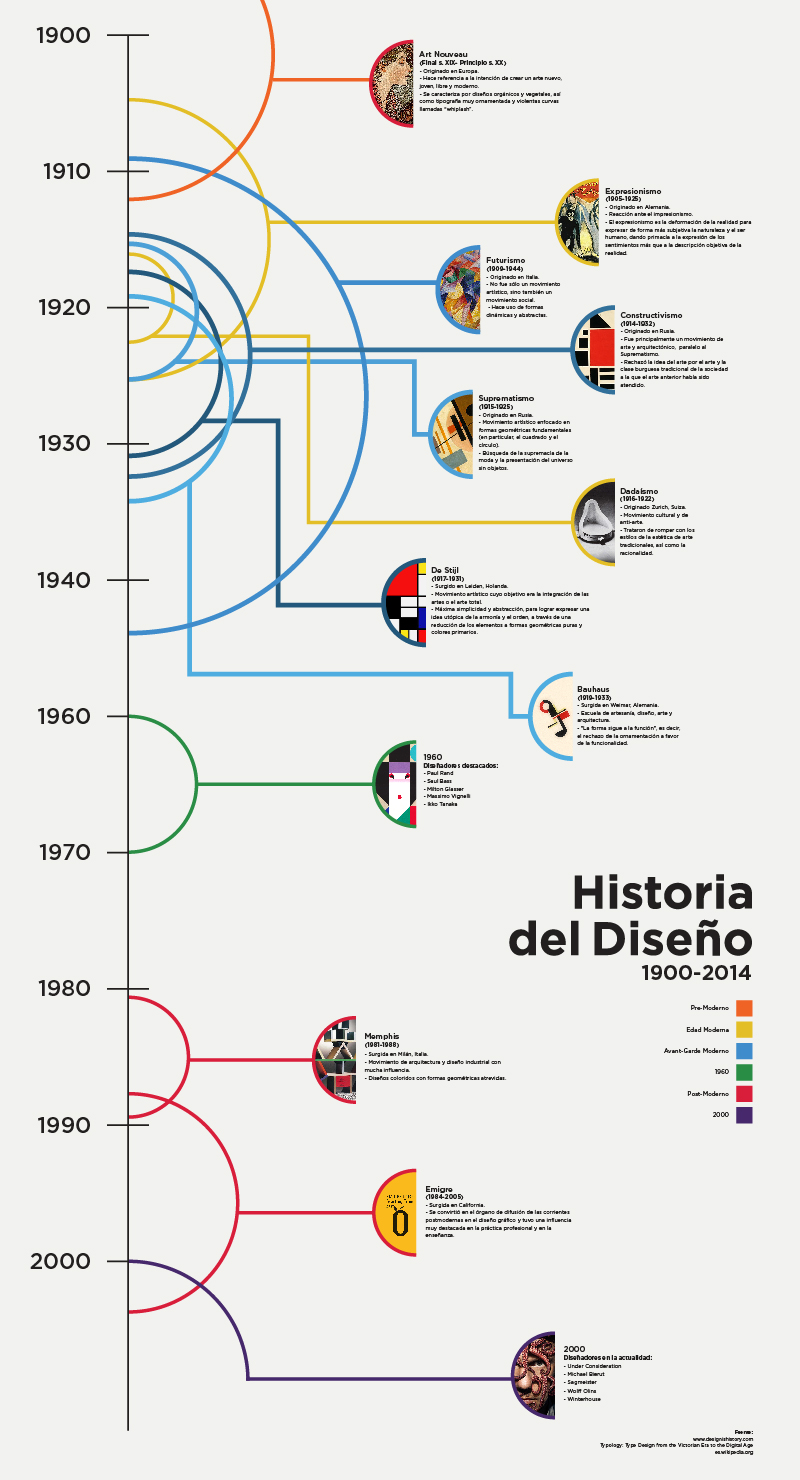 1900
Art Nouveau
(Final s. XIX- Principio s. XX)
- Originado en Europa.
- Hace referencia a la intención de crear un arte nuevo,
joven, libre y moderno.
- Se caracteriza por diseños orgánicos y vegetales, así
como tipografía muy ornamentada y violentas curvas
llamadas "whiplash".
1910
Expresionismo
(1905-1925)
- Originado en Alemania.
- Reacción ante el impresionismo.
- El expresionismo es la deformación de la realidad para
expresar de forma más subjetiva la naturaleza y el ser
humano, dando primacía a la expresión de los
sentimientos más que a la descripción objetiva de la
realidad.
Futurismo
(1909-1944)
- Originado en Italia.
- No fue sólo un movimiento
artístico, sino también un
movimiento social.
- Hace uso de formas
dinámicas y abstractas.
1920
Constructivismo
(1914-1932)
- Originado en Rusia.
- Fue principalmente un movimiento de
arte y arquitectónico, paralelo al
Suprematismo.
- Rechazó la idea del arte por el arte y la
clase burguesa tradicional de la sociedad
a la que el arte anterior había sido
atendido.
Suprematismo
(1915-1925)
- Originado en Rusia.
- Movimiento artístico enfocado en
formas geométricas fundamentales
(en particular, el cuadrado y el
círculo).
- Búsqueda de la supremacía de la
moda y la presentación del universo
sin objetos.
1930
Dadaísmo
(1916-1922)
- Originado Zurich, Suiza.
- Movimiento cultural y de
anti-arte.
- Trataron de romper con los
estilos de la estética de arte
tradicionales, así como la
racionalidad.
1940
De Stijl
(1917-1931)
- Surgido en Leiden, Holanda.
- Movimiento artístico cuyo objetivo era la integración de las
artes o el arte total.
- Máxima simplicidad y abstracción, para lograr expresar una
idea utópica de la armonía y el orden, a través de una
reducción de los elementos a formas geométricas puras y
colores primarios.
Bauhaus
(1919-1933)
- Surgida en Weimar, Alemania.
- Escuela de artesanía, diseño, arte y
arquitectura.
- "La forma sigue a la función", es decir,
el rechazo de la ornamentación a favor
de la funcionalidad.
1960
1960
Diseñadores destacados:
- Paul Rand
- Saul Bass
- Milton Glasser
- Massimo Vignelli
- Ikko Tanaka
1970
Historia
del Diseño
1900-2014
Pre-Moderno
Edad Moderna
Avant-Garde Moderno
1960
Post-Moderno
2000
1980
Memphis
(1981-1988)
- Surgida en Milán, Italia.
- Movimiento de arquitectura y diseño industrial con
mucha influencia.
- Diseños coloridos con formas geométricas atrevidas.
1990
Emigre
(1984-2005)
- Surgida en California.
- Se convirtió en el órgano de difusión de las corrientes
postmodernas en el diseño gráfico y tuvo una influencia
muy destacada en la práctica profesional y en la
enseñanza.
2000
2000
Diseñadores en la actualidad:
- Under Consideration
- Michael Bierut
- Sagmeister
- Wolff Olins
- Winterhouse
www.designishistory.com
Typology: Type Design from the Victorian Era to the Digital Age
es.wikipedia.org